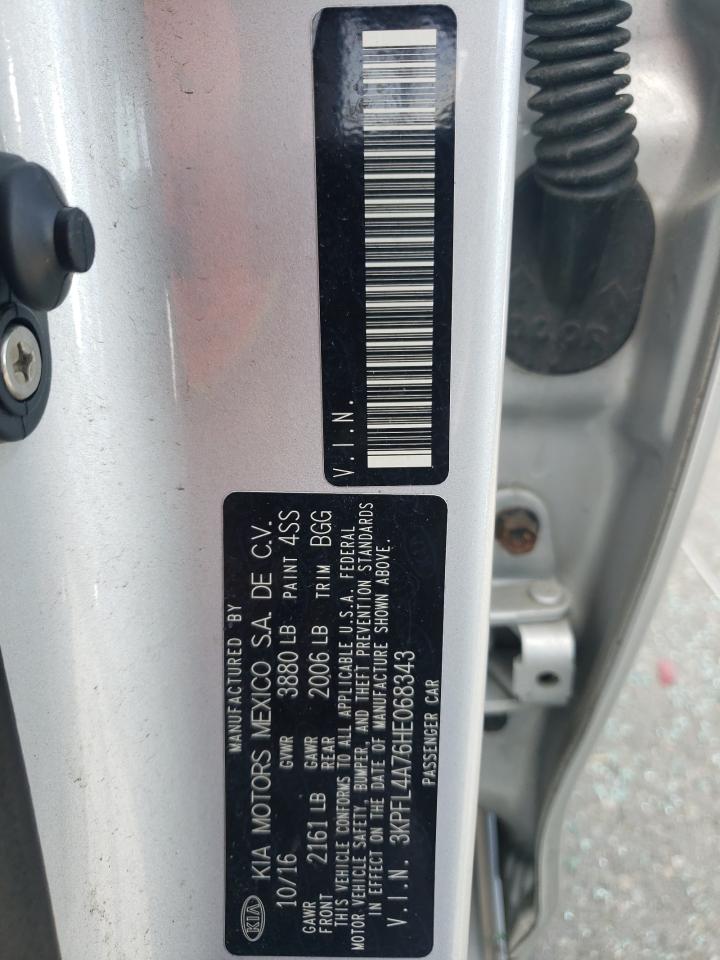 V.I.N.
MANUFACTURED BY
KIA KIA MOTORS MEXICO S.A. DE C.V.
10/16 GVWR 3880 LB PAINT 4SS
GAWR FRONT 2161 LB GAWR REAR 2006 LB TRIM BGG
THIS VEHICLE CONFORMS TO ALL APPLICABLE U.S.A. FEDERAL
MOTOR VEHICLE SAFETY, BUMPER, AND THEFT PREVENTION STANDARDS
IN EFFECT ON THE DATE OF MANUFACTURE SHOWN ABOVE.
V.I.N. 3KPFL4A76HE068343
PASSENGER CAR